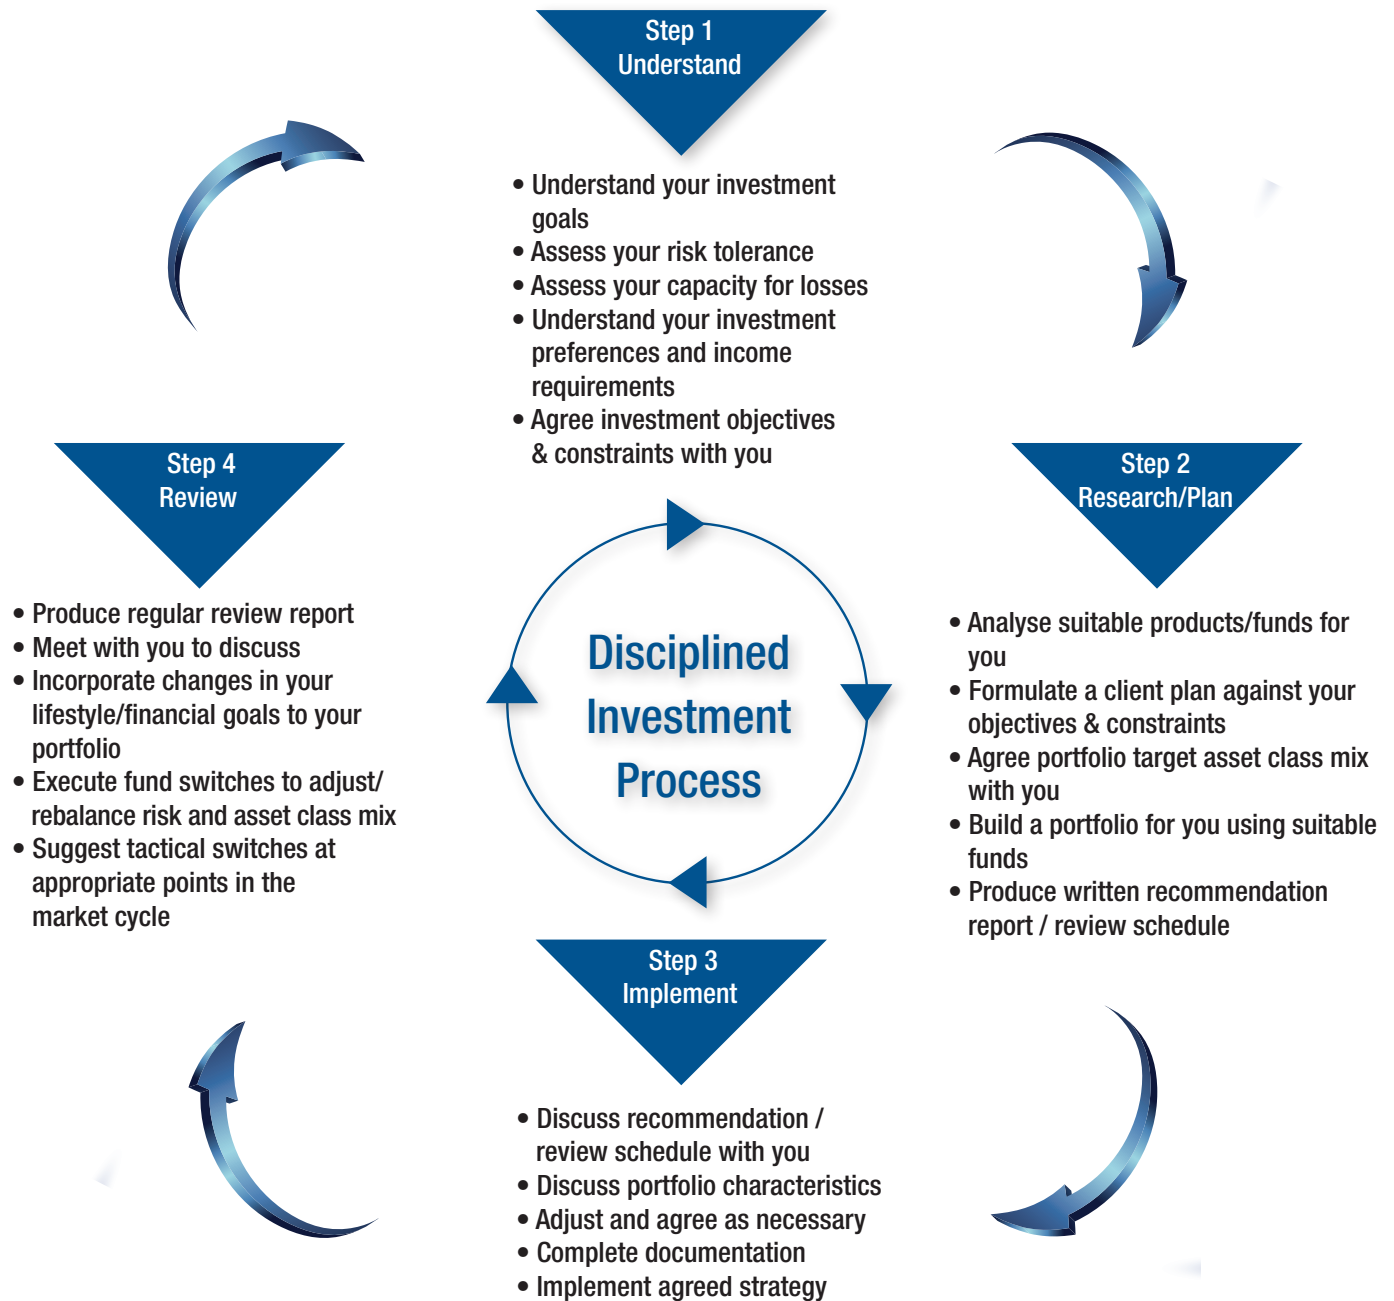 Step 1
Understand
• Understand your investment
goals
• Assess your risk tolerance
• Assess your capacity for losses
• Understand your investment
preferences and income
requirements
• Agree investment objectives
& constraints with you
Step 2
Research/Plan
• Analyse suitable products/funds for
you
• Formulate a client plan against your
objectives & constraints
• Agree portfolio target asset class mix
with you
• Build a portfolio for you using suitable
funds
• Produce written recommendation
report / review schedule
Step 3
Implement
• Discuss recommendation /
review schedule with you
• Discuss portfolio characteristics
• Adjust and agree as necessary
• Complete documentation
• Implement agreed strategy
Step 4
Review
• Produce regular review report
• Meet with you to discuss
• Incorporate changes in your
lifestyle/financial goals to your
portfolio
• Execute fund switches to adjust/
rebalance risk and asset class mix
• Suggest tactical switches at
appropriate points in the
market cycle
Disciplined
Investment
Process